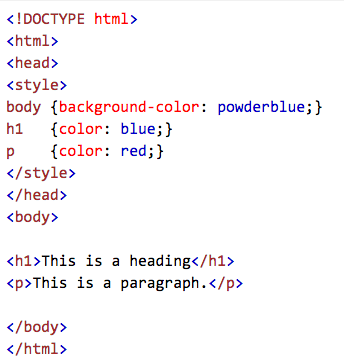 <!DOCTYPE html>
<html>
<head>
<style>
body {background-color: powderblue;}
h1   {color: blue;}
p    {color: red;}
</style>
</head>
<body>

<h1>This is a heading</h1>
<p>This is a paragraph.</p>

</body>
</html>